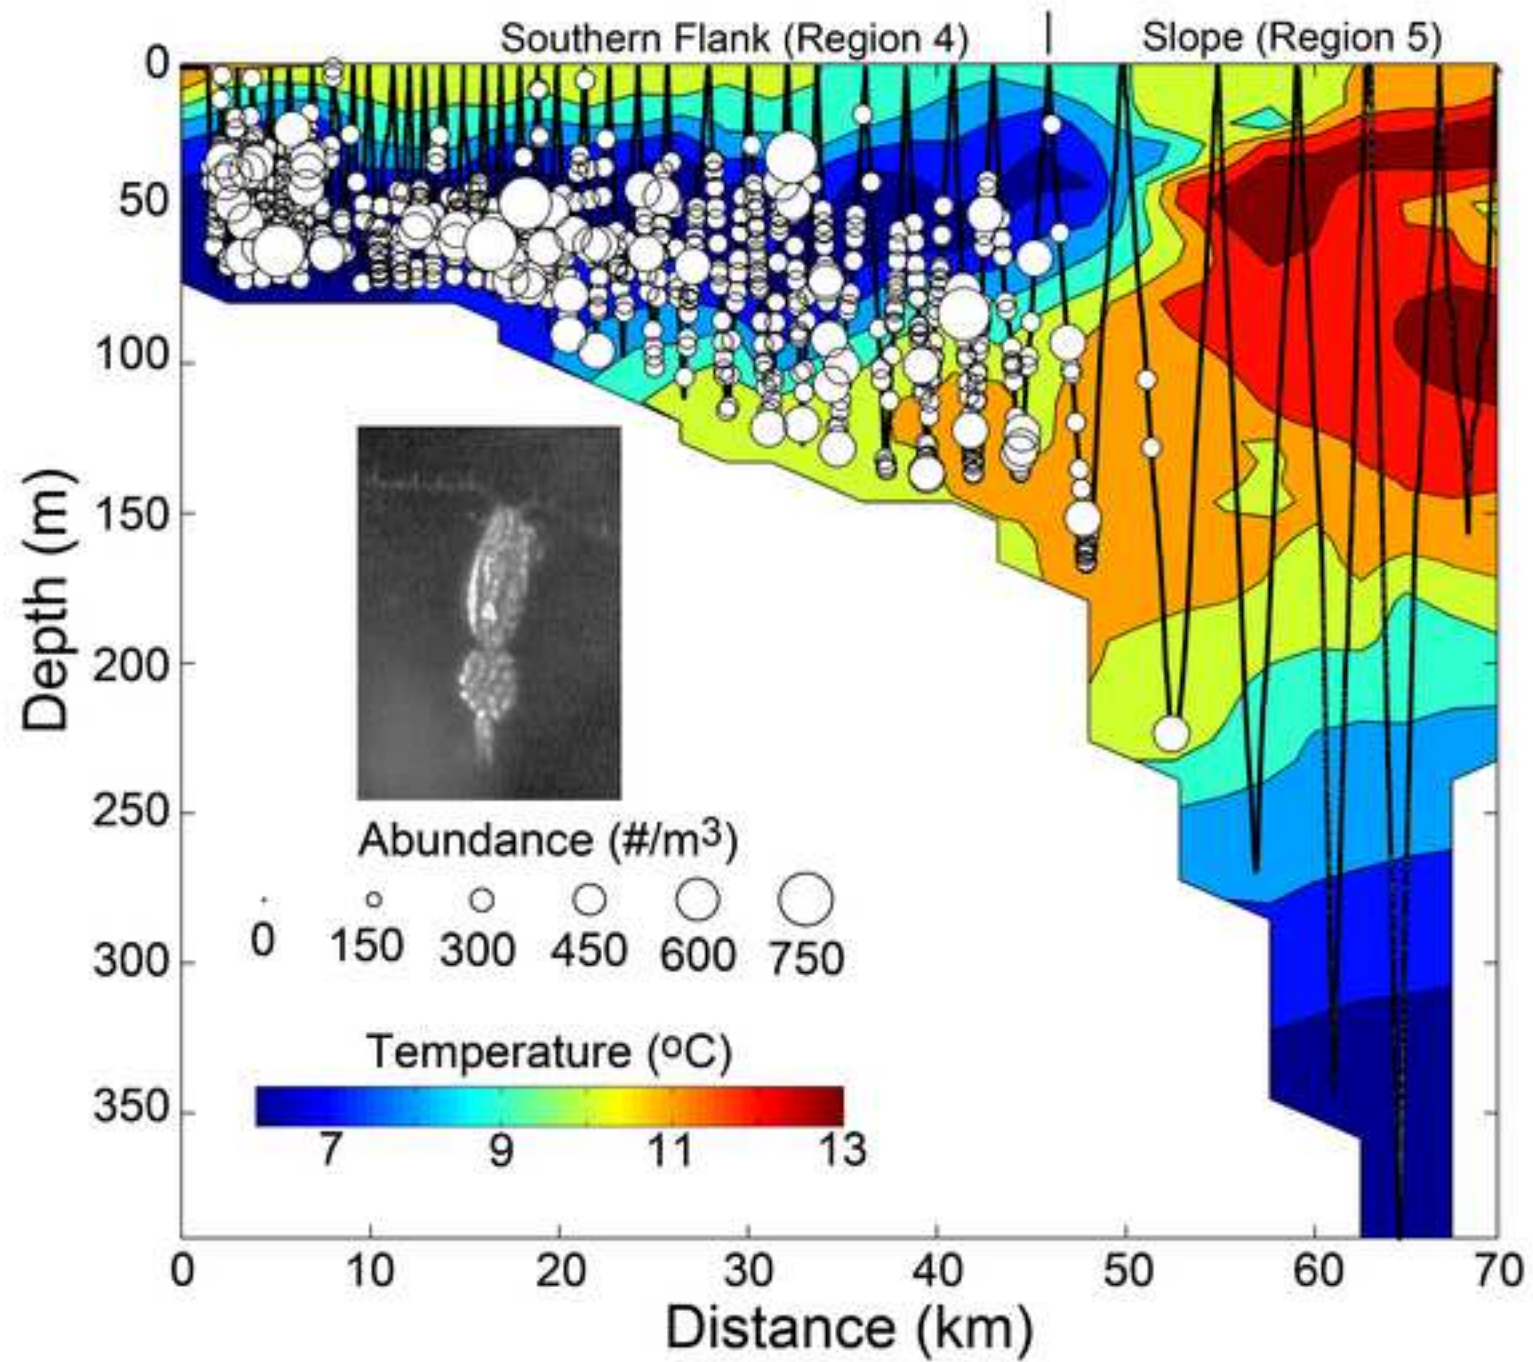 Southern Flank (Region 4) | Slope (Region 5)
0
50
100
150
200
250
300
350
Depth (m)
Abundance (#/m³)
0 150 300 450 600 750
Temperature (ºC)
7 9 11 13
0 10 20 30 40 50 60 70
Distance (km)